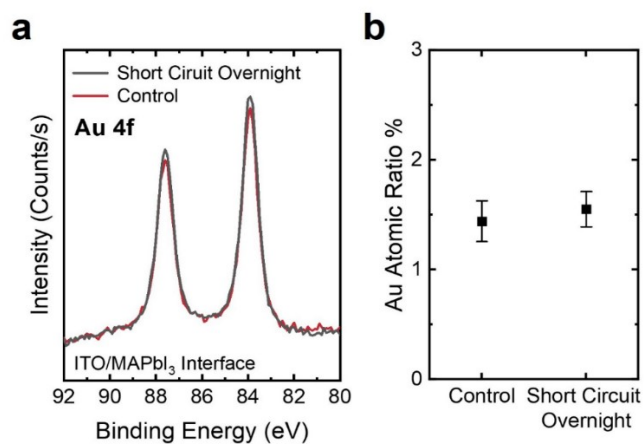 a
Short Ciruit Overnight
Control
Au 4f
Intensity (Counts/s)
ITO/MAPbI₃ Interface
92 90 88 86 84 82 80
Binding Energy (eV)
b
3
2
1
0
Au Atomic Ratio %
Control
Short Circuit
Overnight